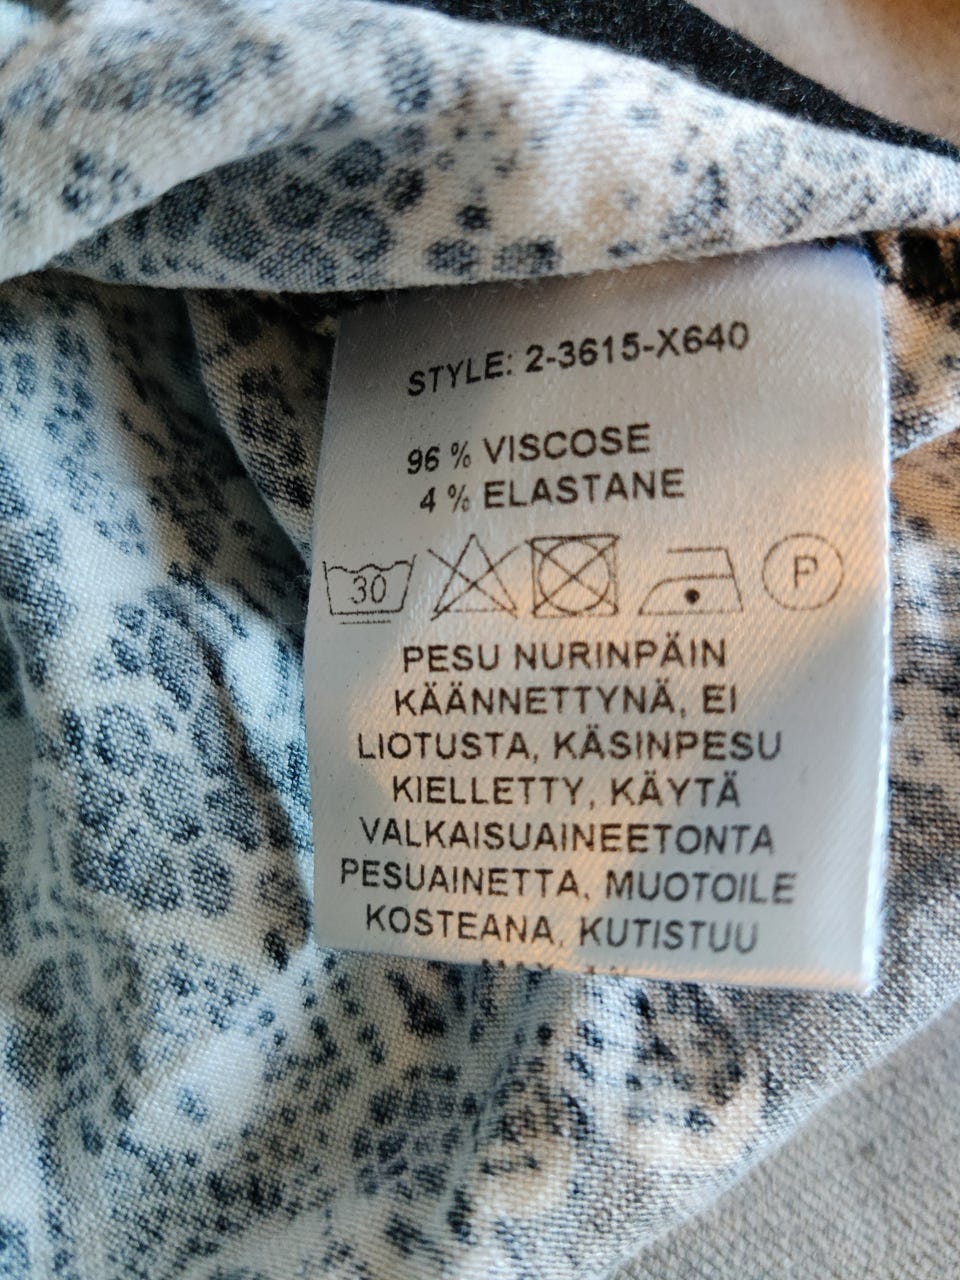 STYLE: 2-3615-X640
96 % VISCOSE
4 % ELASTANE
30 P
PESU NURINPÄIN
KÄÄNNETTYNÄ, EI
LIOTUSTA, KÄSINPESU
KIELLETTY, KÄYTÄ
VALKAISUAINEETONTA
PESUAINETTA, MUOTOILE
KOSTEANA, KUTISTUU